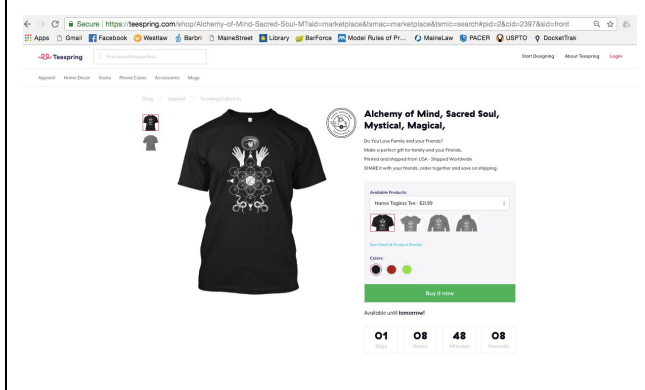 Secure https://teespring.com/shop/Alchemy-of-Mind-Sacred-Soul-M?aid=marketplace&tsmac=marketplace&tsmic=search#pid=2&cid=2397&sid=front
Apps Gmail Facebook Westlaw Barbri MaineStreet Library BarForce Model Rules of Pr... MaineLaw PACER USPTO DocketTrak
Teespring Find something perfect Start Designing About Teespring Login
Apparel Home Decor Socks Phone Cases Accessories Mugs
Shop / Apparel / Trending Collection
Alchemy of Mind, Sacred Soul,
Mystical, Magical,
Do You Love Family and your Friends?
Make a perfect gift for family and your Friends.
Printed and shipped from USA - Shipped Worldwide
SHARE it with your friends, order together and save on shipping.
Available Products:
Hanes Tagless Tee - $21.99
Size Chart & Product Details
Colors:
Buy it now
Available until tomorrow!
01 08 48 08
Days Hours Minutes Seconds